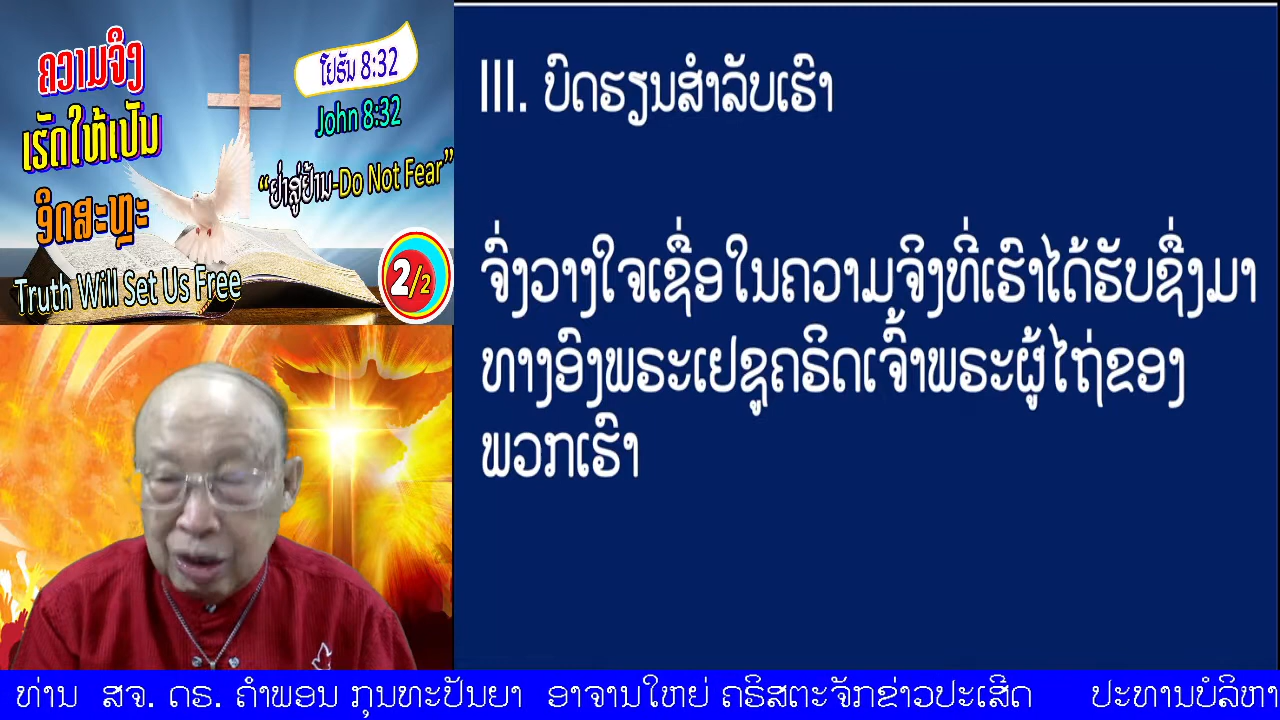 ຄວາມຈິງ
ເຮັດໃຫ້ເປັນ
ອິດສະຫຼະ
Truth Will Set Us Free
ໂຢຮັນ 8:32
John 8:32
“ຢ່າສູ່ຢ້ານ-Do Not Fear”
2/2
III. ບົດຮຽນສຳລັບເຮົາ
ຈົ່ງວາງໃຈເຊື່ອໃນຄວາມຈິງທີ່ເຮົາໄດ້ຮັບຊື່ງມາ
ທາງອົງພຣະເຢຊູຄຣິດເຈົ້າພຣະຜູ້ໄຖ່ຂອງ
ພວກເຮົາ
ທ່ານ ສຈ. ດຣ. ຄຳພອນ ກຸນທະປັນຍາ ອາຈານໃຫຍ່ ຄຣິສຕະຈັກຂ່າວປະເສີດ ປະທານບໍລິຫາ